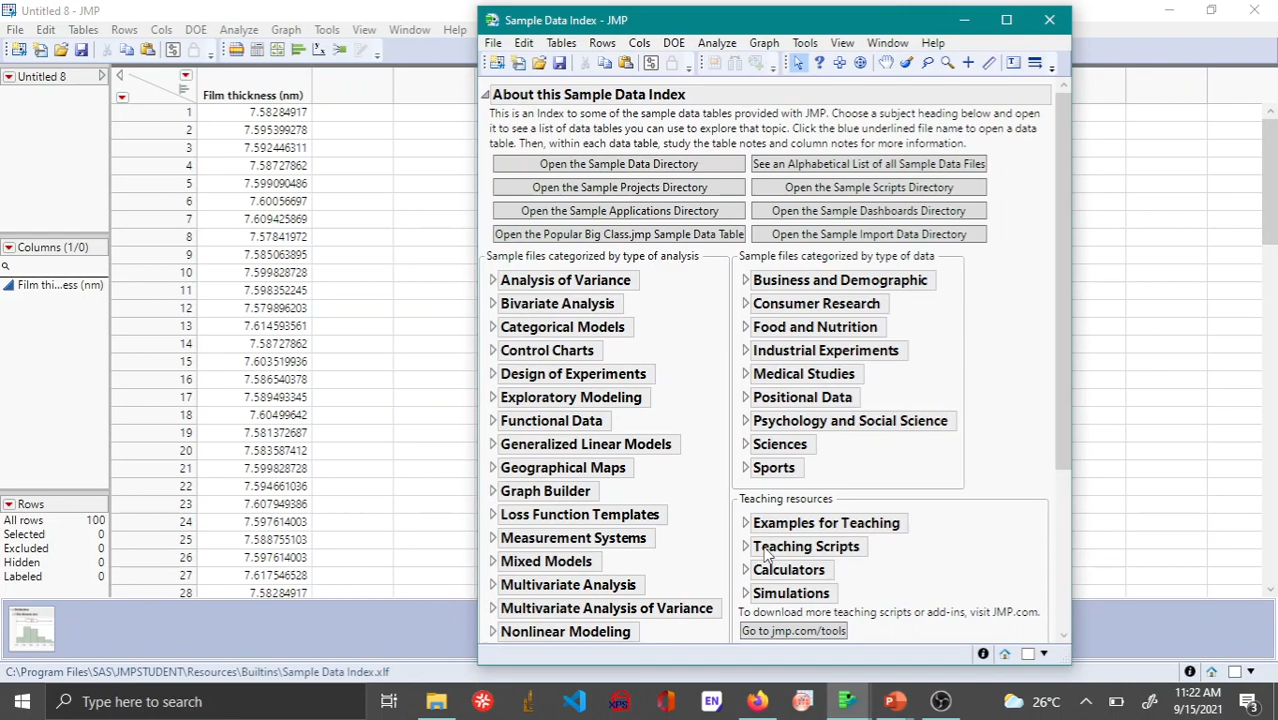 Untitled 8 - JMP
File Edit Tables Rows Cols DOE Analyze Graph Tools View Window Help
Untitled 8
Columns (1/0)
Film thi...ess (nm)
Rows
All rows 100
Selected 0
Excluded 0
Hidden 0
Labeled 0
Film thickness (nm)
1 7.58284917
2 7.595399278
3 7.592446311
4 7.58727862
5 7.599090486
6 7.60056697
7 7.609425869
8 7.57841972
9 7.585063895
10 7.599828728
11 7.598352245
12 7.579896203
13 7.614593561
14 7.58727862
15 7.603519936
16 7.586540378
17 7.589493345
18 7.60499642
19 7.581372687
20 7.583587412
21 7.599828728
22 7.594661036
23 7.607949386
24 7.597614003
25 7.588755103
26 7.597614003
27 7.617546528
28 7.58284917
Sample Data Index - JMP
File Edit Tables Rows Cols DOE Analyze Graph Tools View Window Help
About this Sample Data Index
This is an Index to some of the sample data tables provided with JMP. Choose a subject heading below and open
it to see a list of data tables you can use to explore that topic. Click the blue underlined file name to open a data
table. Then, within each data table, study the table notes and column notes for more information.
Open the Sample Data Directory
See an Alphabetical List of all Sample Data Files
Open the Sample Projects Directory
Open the Sample Scripts Directory
Open the Sample Applications Directory
Open the Sample Dashboards Directory
Open the Popular Big Class.jmp Sample Data Table
Open the Sample Import Data Directory
Sample files categorized by type of analysis
Analysis of Variance
Bivariate Analysis
Categorical Models
Control Charts
Design of Experiments
Exploratory Modeling
Functional Data
Generalized Linear Models
Geographical Maps
Graph Builder
Loss Function Templates
Measurement Systems
Mixed Models
Multivariate Analysis
Multivariate Analysis of Variance
Nonlinear Modeling
Sample files categorized by type of data
Business and Demographic
Consumer Research
Food and Nutrition
Industrial Experiments
Medical Studies
Positional Data
Psychology and Social Science
Sciences
Sports
Teaching resources
Examples for Teaching
Teaching Scripts
Calculators
Simulations
To download more teaching scripts or add-ins, visit JMP.com.
Go to jmp.com/tools
C:\Program Files\SAS\JMPSTUDENT\Resources\Builtins\Sample Data Index.xlf
Type here to search
XPS
EN
26°C
11:22 AM
9/15/2021
3